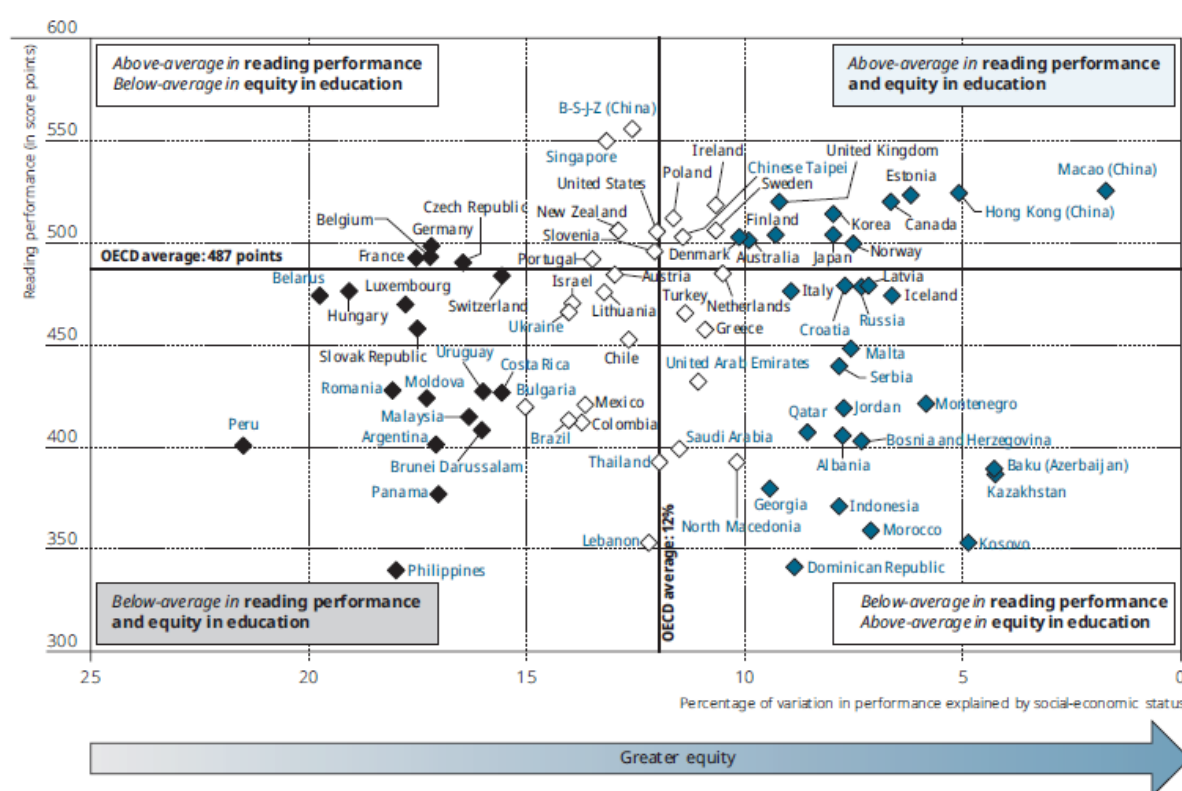 600
Above-average in reading performance
Below-average in equity in education
Above-average in reading performance
and equity in education
Reading performance (in score points)
B-S-J-Z (China)
550
Singapore
Ireland
United Kingdom
Chinese Taipei
Poland
Estonia
Macao (China)
United States
Sweden
New Zealand
Czech Republic
Belgium
Germany
Finland
Korea
Canada
Hong Kong (China)
500
Slovenia
OECD average: 487 points
France
Portugal
Denmark
Australia
Japan
Norway
Belarus
Luxembourg
Israel
Austria
Latvia
Hungary
Switzerland
Lithuania
Turkey
Netherlands
Italy
Iceland
Ukraine
Greece
Croatia
Russia
450
Slovak Republic
Uruguay
Costa Rica
Chile
United Arab Emirates
Malta
Serbia
Romania
Moldova
Bulgaria
Mexico
Montenegro
Malaysia
Colombia
Qatar
Jordan
Peru
Argentina
Brazil
Saudi Arabia
Bosnia and Herzegovina
400
Brunei Darussalam
Thailand
Albania
Baku (Azerbaijan)
Panama
Kazakhstan
Georgia
Indonesia
North Macedonia
Morocco
350
Lebanon
Kosovo
OECD average: 12%
Philippines
Dominican Republic
Below-average in reading performance
and equity in education
Below-average in reading performance
Above-average in equity in education
300
25
20
15
10
5
0
Percentage of variation in performance explained by social-economic status
Greater equity